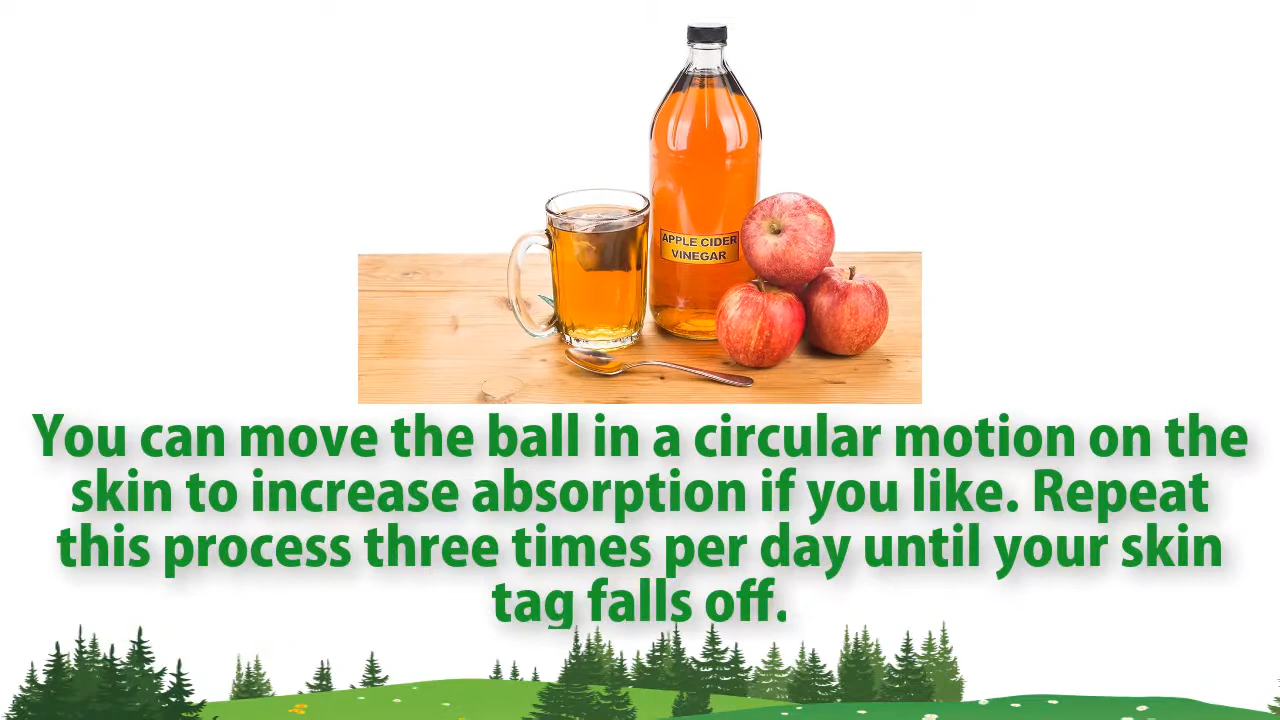 APPLE CIDER
VINEGAR
You can move the ball in a circular motion on the
skin to increase absorption if you like. Repeat
this process three times per day until your skin
tag falls off.